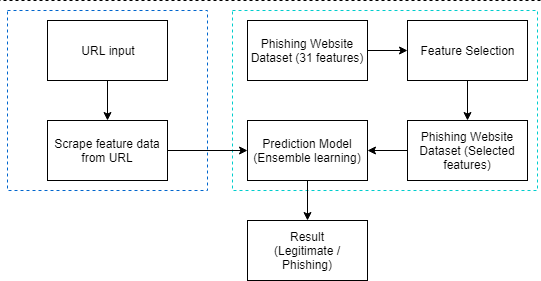 URL input
Phishing Website
Dataset (31 features)
Feature Selection
Scrape feature data
from URL
Prediction Model
(Ensemble learning)
Phishing Website
Dataset (Selected
features)
Result
(Legitimate /
Phishing)